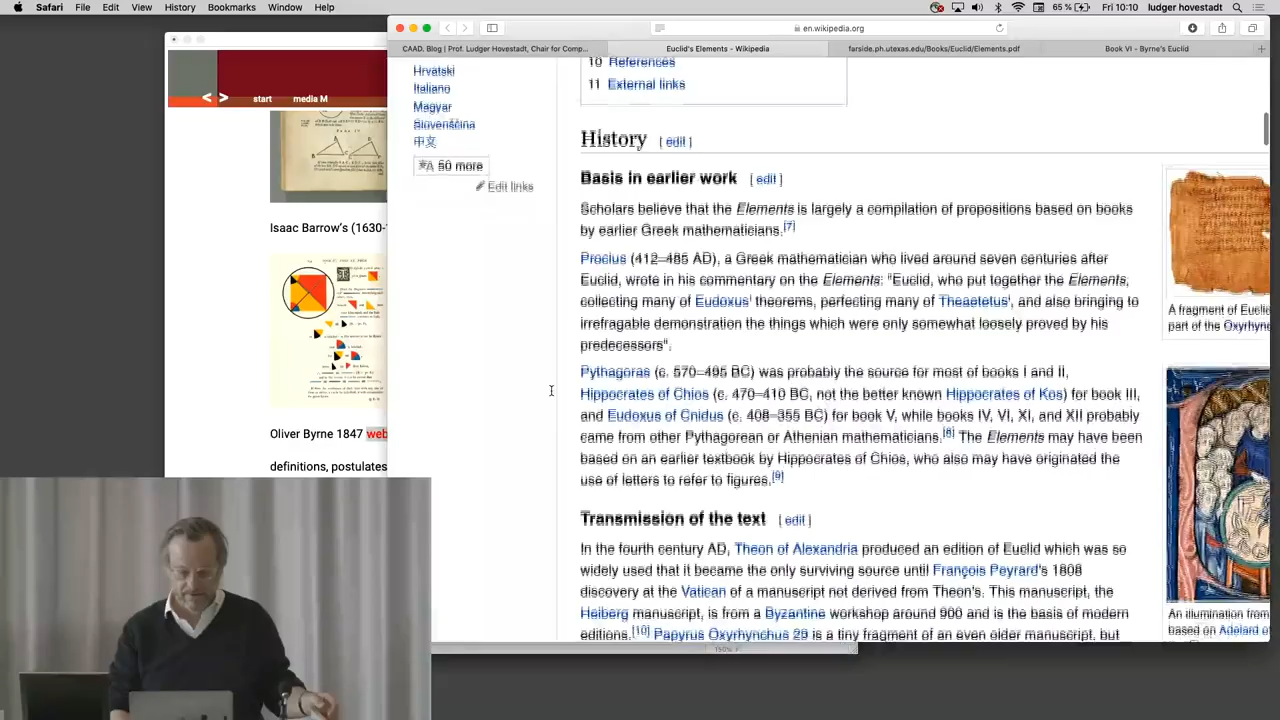 Safari File Edit View History Bookmarks Window Help
65 % Fri 10:10 ludger hovestadt
en.wikipedia.org
CAAD. Blog | Prof. Ludger Hovestadt, Chair for Comp...
Euclid's Elements - Wikipedia
farside.ph.utexas.edu/Books/Euclid/Elements.pdf
Book VI - Byrne's Euclid
< > start media M
Isaac Barrow's (1630-
Oliver Byrne 1847 web
definitions, postulates
Hrvatski
Italiano
Magyar
Slovenščina
中文
50 more
Edit links
10 References
11 External links
History [ edit ]
Basis in earlier work [ edit ]
Scholars believe that the Elements is largely a compilation of propositions based on books
by earlier Greek mathematicians.[7]
Proclus (412–485 AD), a Greek mathematician who lived around seven centuries after
Euclid, wrote in his commentary on the Elements: "Euclid, who put together the Elements,
collecting many of Eudoxus' theorems, perfecting many of Theaetetus', and also bringing to
irrefragable demonstration the things which were only somewhat loosely proved by his
predecessors".
Pythagoras (c. 570–495 BC) was probably the source for most of books I and II,
Hippocrates of Chios (c. 470–410 BC, not the better known Hippocrates of Kos) for book III,
and Eudoxus of Cnidus (c. 408–355 BC) for book V, while books IV, VI, XI, and XII probably
came from other Pythagorean or Athenian mathematicians.[8] The Elements may have been
based on an earlier textbook by Hippocrates of Chios, who also may have originated the
use of letters to refer to figures.[9]
Transmission of the text [ edit ]
In the fourth century AD, Theon of Alexandria produced an edition of Euclid which was so
widely used that it became the only surviving source until François Peyrard's 1808
discovery at the Vatican of a manuscript not derived from Theon's. This manuscript, the
Heiberg manuscript, is from a Byzantine workshop around 900 and is the basis of modern
editions.[10] Papyrus Oxyrhynchus 29 is a tiny fragment of an even older manuscript, but
A fragment of Euclid
part of the Oxyrhyn
An illumination from
based on Adelard o
150%